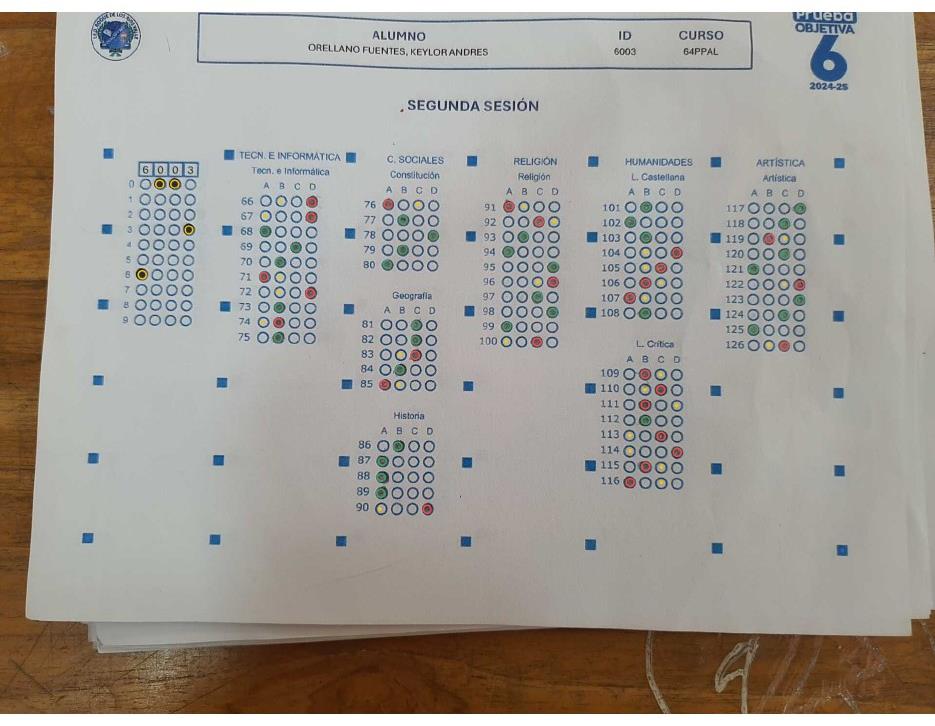 I.E.D. ROQUE DE LOS RIOS VALLE
Prueba
OBJETIVA
6
2024-25
ALUMNO ID CURSO
ORELLANO FUENTES, KEYLOR ANDRES 6003 64PPAL
SEGUNDA SESIÓN
6 0 0 3
0
1
2
3
4
5
6
7
8
9
TECN. E INFORMÁTICA
Tecn. e Informática
A B C D
66
67
68
69
70
71
72
73
74
75
C. SOCIALES
Constitución
A B C D
76
77
78
79
80
Geografía
A B C D
81
82
83
84
85
Historia
A B C D
86
87
88
89
90
RELIGIÓN
Religión
A B C D
91
92
93
94
95
96
97
98
99
100
HUMANIDADES
L. Castellana
A B C D
101
102
103
104
105
106
107
108
L. Crítica
A B C D
109
110
111
112
113
114
115
116
ARTÍSTICA
Artística
A B C D
117
118
119
120
121
122
123
124
125
126